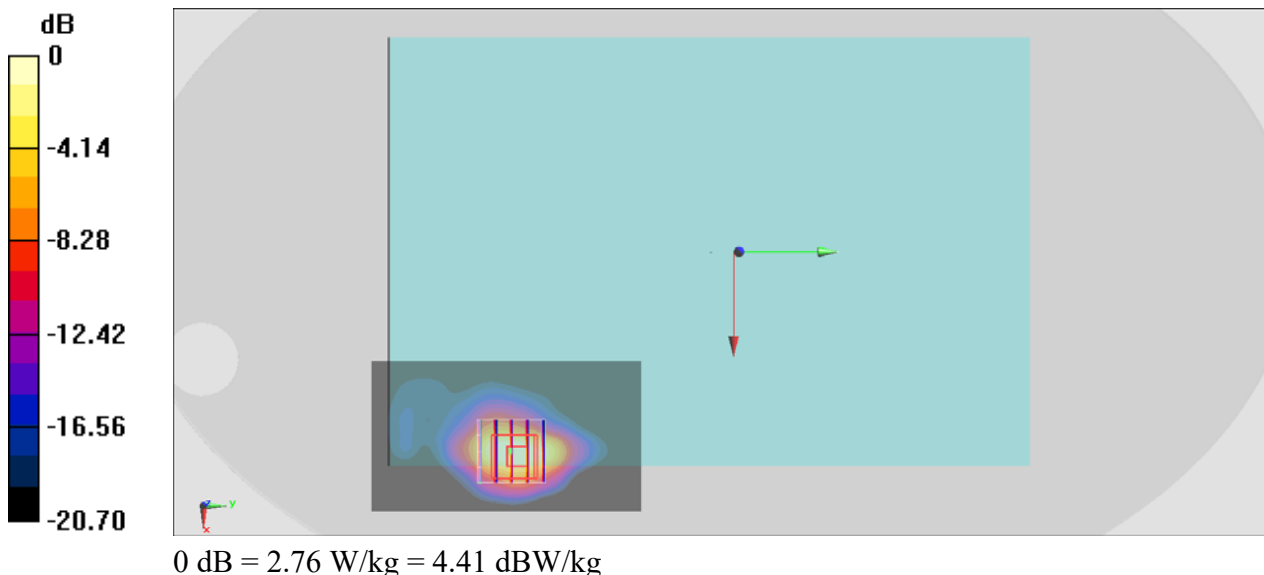 dB
0
-4.14
-8.28
-12.42
-16.56
-20.70
z
y
x
0 dB = 2.76 W/kg = 4.41 dBW/kg